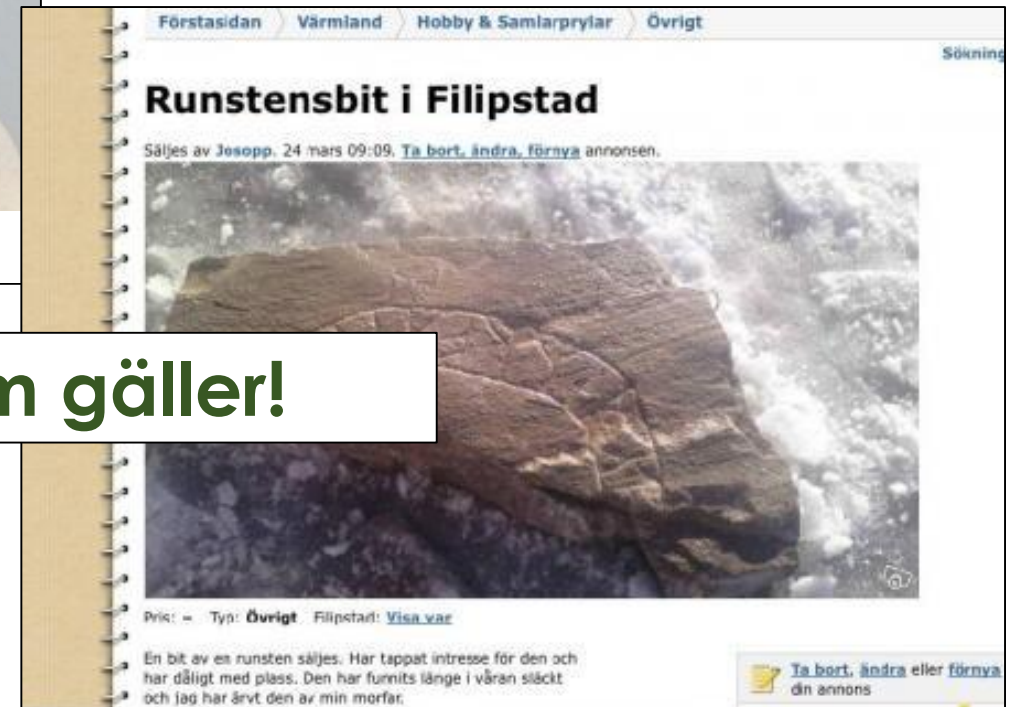 Förstasidan Värmland Hobby & Samlarprylar Övrigt
Sökning
Runstensbit i Filipstad
Säljes av Josopp. 24 mars 09:09. Ta bort, ändra, förnya annonsen.
m gäller!
Pris: - Typ: Övrigt Filipstad: Visa var
En bit av en runsten säljes. Har tappat intresse för den och
har dåligt med plass. Den har funnits länge i våran släckt
och jag har ärvt den av min morfar.
Ta bort, ändra eller förnya
din annons